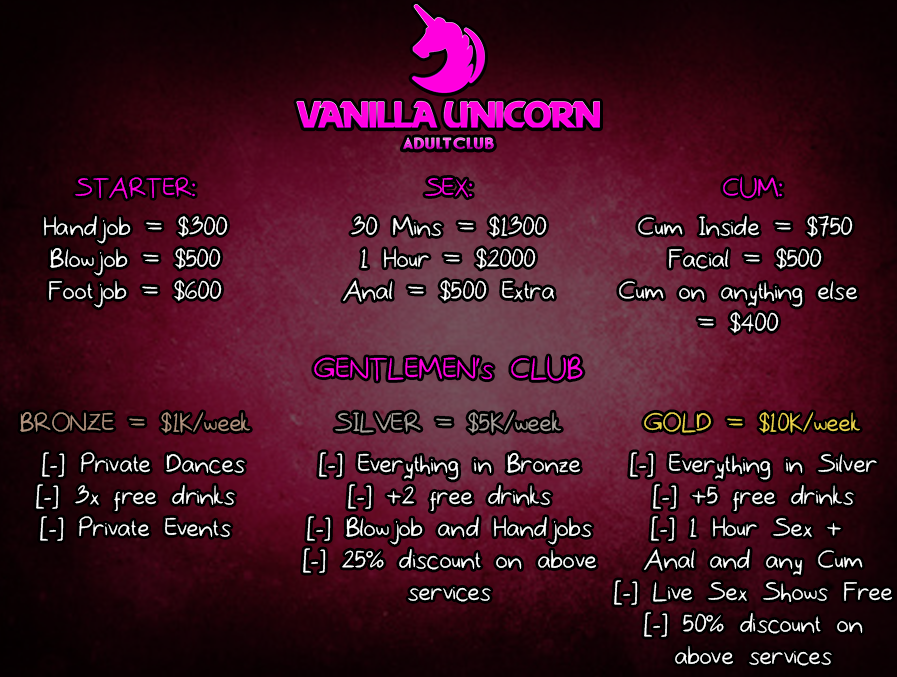 VANILLA UNICORN
ADULT CLUB
STARTER:
Handjob = $300
Blowjob = $500
Footjob = $600
SEX:
30 Mins = $1300
1 Hour = $2000
Anal = $500 Extra
CUM:
Cum Inside = $750
Facial = $500
Cum on anything else
= $400
GENTLEMEN's CLUB
BRONZE = $1K/week
[-] Private Dances
[-] 3x free drinks
[-] Private Events
SILVER = $5K/week
[-] Everything in Bronze
[-] +2 free drinks
[-] Blowjob and Handjobs
[-] 25% discount on above
services
GOLD = $10K/week
[-] Everything in Silver
[-] +5 free drinks
[-] 1 Hour Sex +
Anal and any Cum
[-] Live Sex Shows Free
[-] 50% discount on
above services